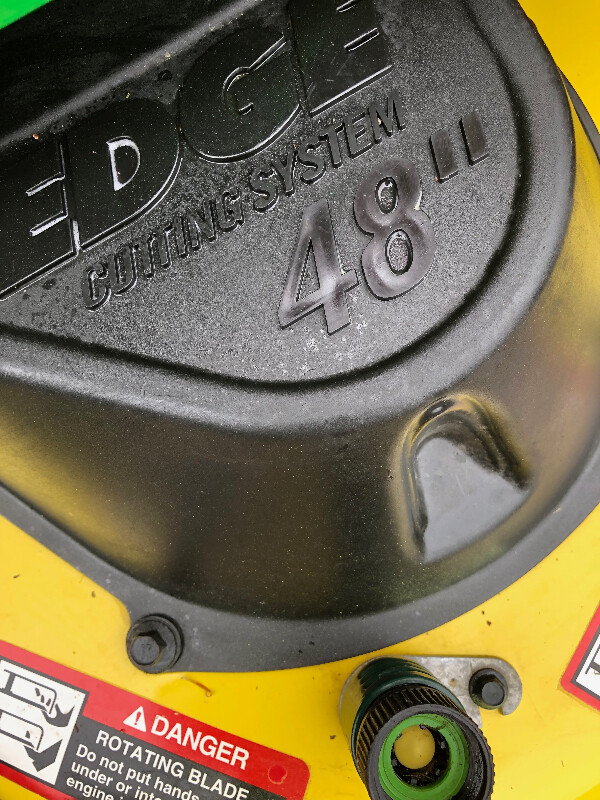 EDGE
CUTTING SYSTEM
48"
DANGER
ROTATING BLADE
Do not put hands
under or into
engine i